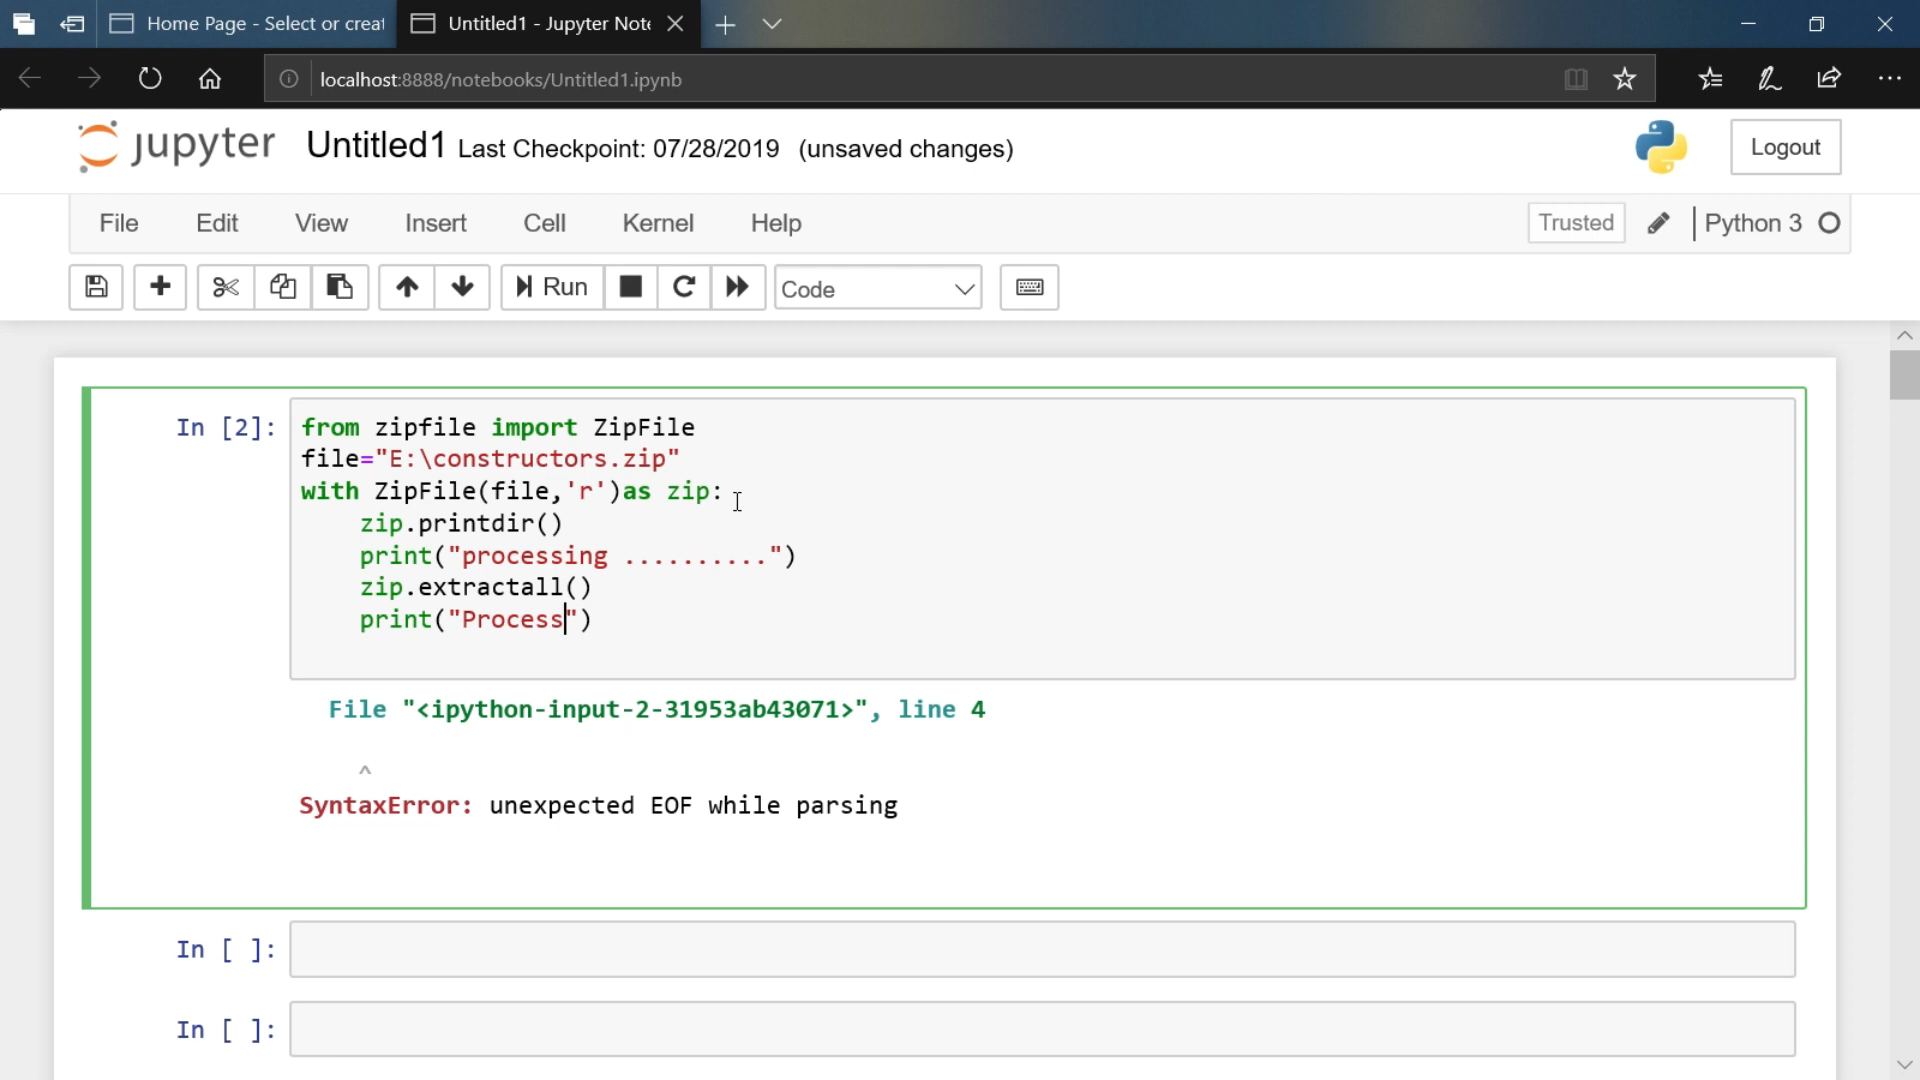 Home Page - Select or creat
Untitled1 - Jupyter Note
localhost:8888/notebooks/Untitled1.ipynb
jupyter Untitled1 Last Checkpoint: 07/28/2019 (unsaved changes)
Logout
File Edit View Insert Cell Kernel Help
Trusted Python 3
Run Code
In [2]: from zipfile import ZipFile
file="E:\constructors.zip"
with ZipFile(file,'r')as zip:
zip.printdir()
print("processing ..........")
zip.extractall()
print("Process")
File "<ipython-input-2-31953ab43071>", line 4
^
SyntaxError: unexpected EOF while parsing
In [ ]:
In [ ]: